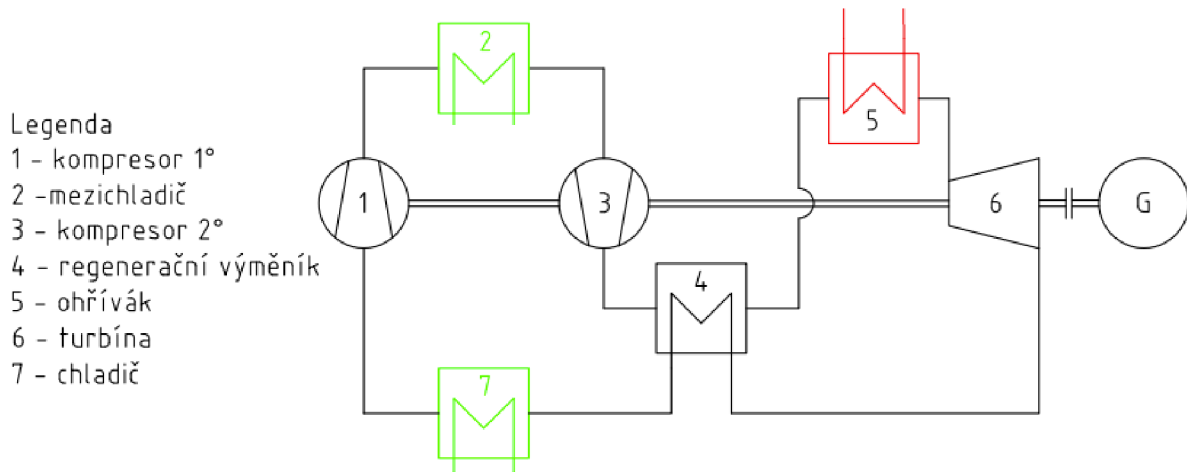 Legenda
1 - kompresor 1°
2 -mezichladič
3 - kompresor 2°
4 - regenerační výměník
5 - ohřívák
6 - turbína
7 - chladič
2
5
1
3
6
G
4
7